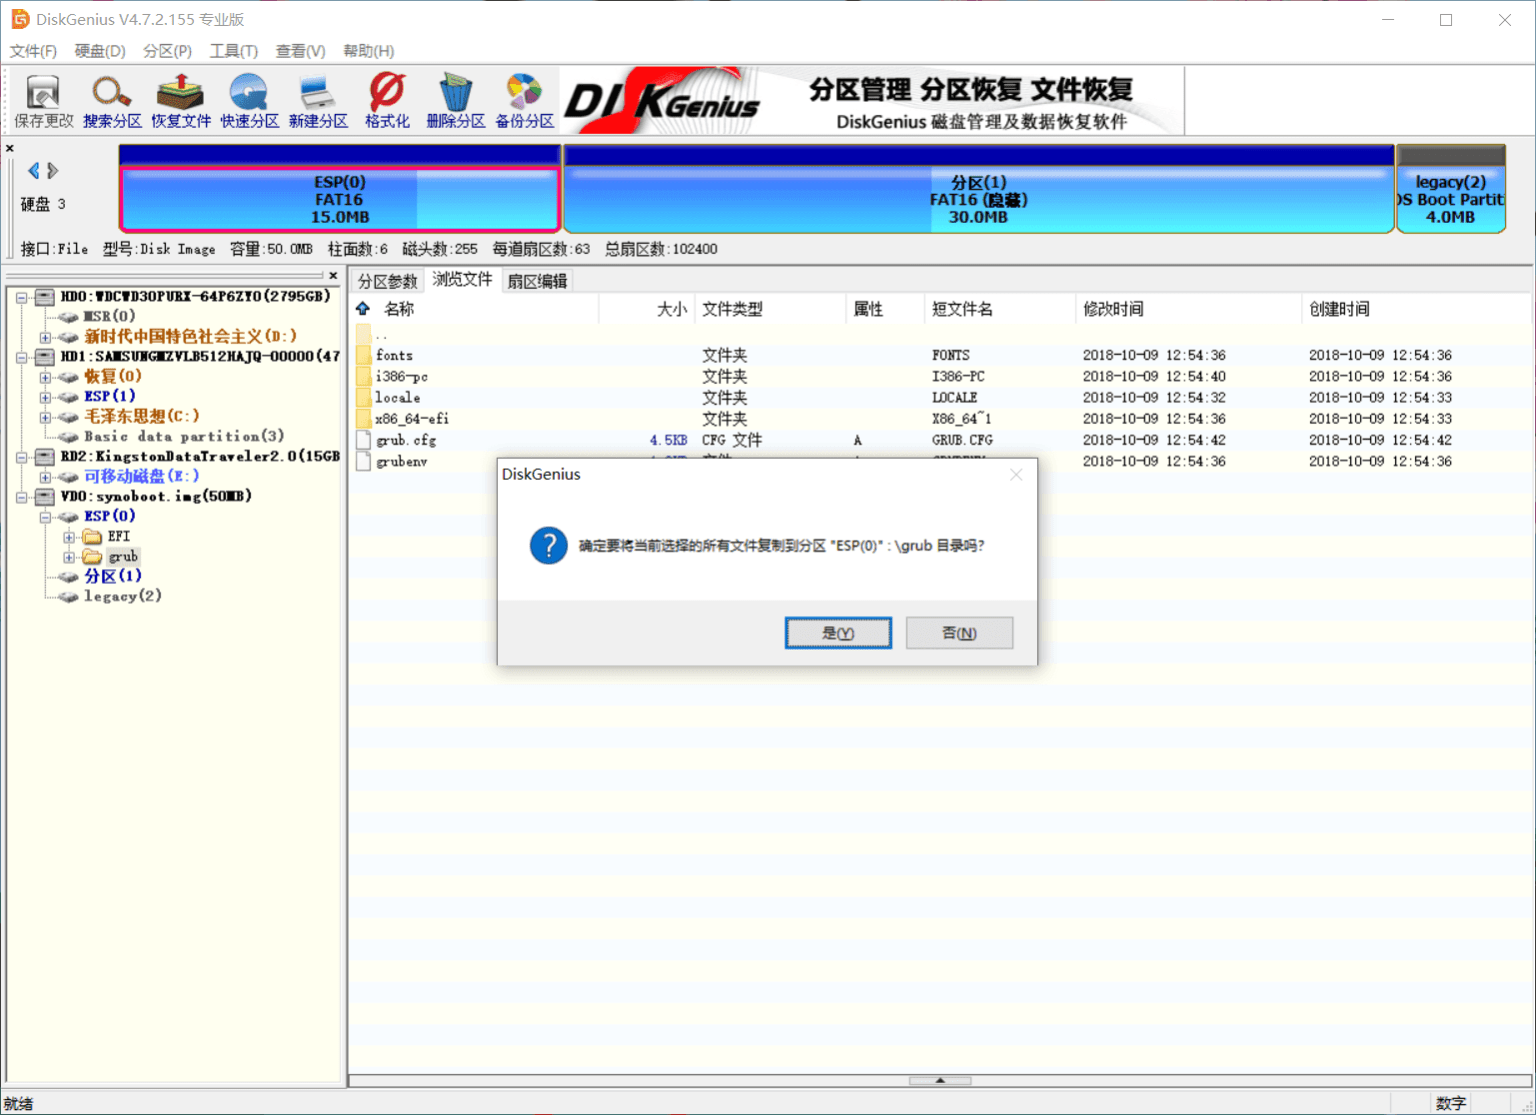 DiskGenius V4.7.2.155 专业版
文件(F) 硬盘(D) 分区(P) 工具(T) 查看(V) 帮助(H)
保存更改 搜索分区 恢复文件 快速分区 新建分区 格式化 删除分区 备份分区
DISKGenius
分区管理 分区恢复 文件恢复
DiskGenius 磁盘管理及数据恢复软件
硬盘 3
ESP(0)
FAT16
15.0MB
分区(1)
FAT16 (隐藏)
30.0MB
legacy(2)
OS Boot Partit
4.0MB
接口:File 型号:Disk Image 容量:50.0MB 柱面数:6 磁头数:255 每道扇区数:63 总扇区数:102400
HD0:WDCWD30PURX-64P6ZY0(2795GB)
MSR(0)
新时代中国特色社会主义(D:)
HD1:SAMSUNGMZVLB512HAJQ-00000(47
恢复(0)
ESP(1)
毛泽东思想(C:)
Basic data partition(3)
RD2:KingstonDataTraveler2.0(15GB
可移动磁盘(E:)
VD0:synoboot.img(50MB)
ESP(0)
EFI
grub
分区(1)
legacy(2)
分区参数 浏览文件 扇区编辑
名称 大小 文件类型 属性 短文件名 修改时间 创建时间
..
fonts 文件夹 FONTS 2018-10-09 12:54:36 2018-10-09 12:54:36
i386-pc 文件夹 I386-PC 2018-10-09 12:54:40 2018-10-09 12:54:36
locale 文件夹 LOCALE 2018-10-09 12:54:32 2018-10-09 12:54:33
x86_64-efi 文件夹 X86_64~1 2018-10-09 12:54:36 2018-10-09 12:54:33
grub.cfg 4.5KB CFG 文件 A GRUB.CFG 2018-10-09 12:54:42 2018-10-09 12:54:42
grubenv 2018-10-09 12:54:36 2018-10-09 12:54:36
DiskGenius
确定要将当前选择的所有文件复制到分区 "ESP(0)" : \grub 目录吗?
是(Y) 否(N)
就绪 数字